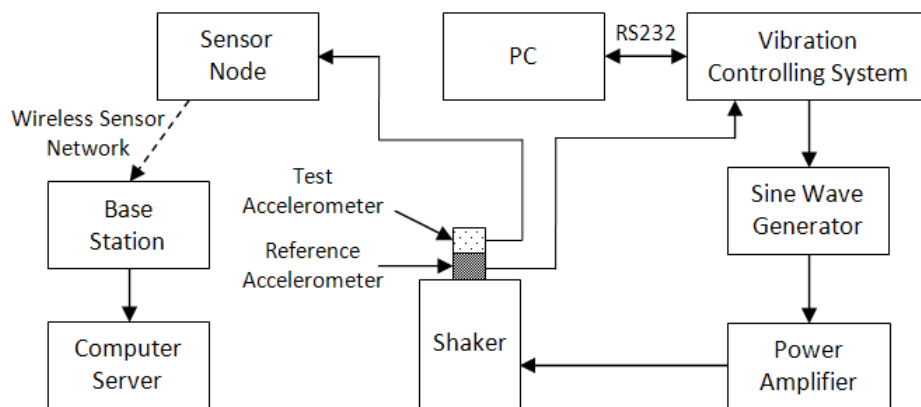 Sensor
Node
PC
RS232
Vibration
Controlling System
Wireless Sensor
Network
Test
Accelerometer
Reference
Accelerometer
Base
Station
Sine Wave
Generator
Computer
Server
Shaker
Power
Amplifier